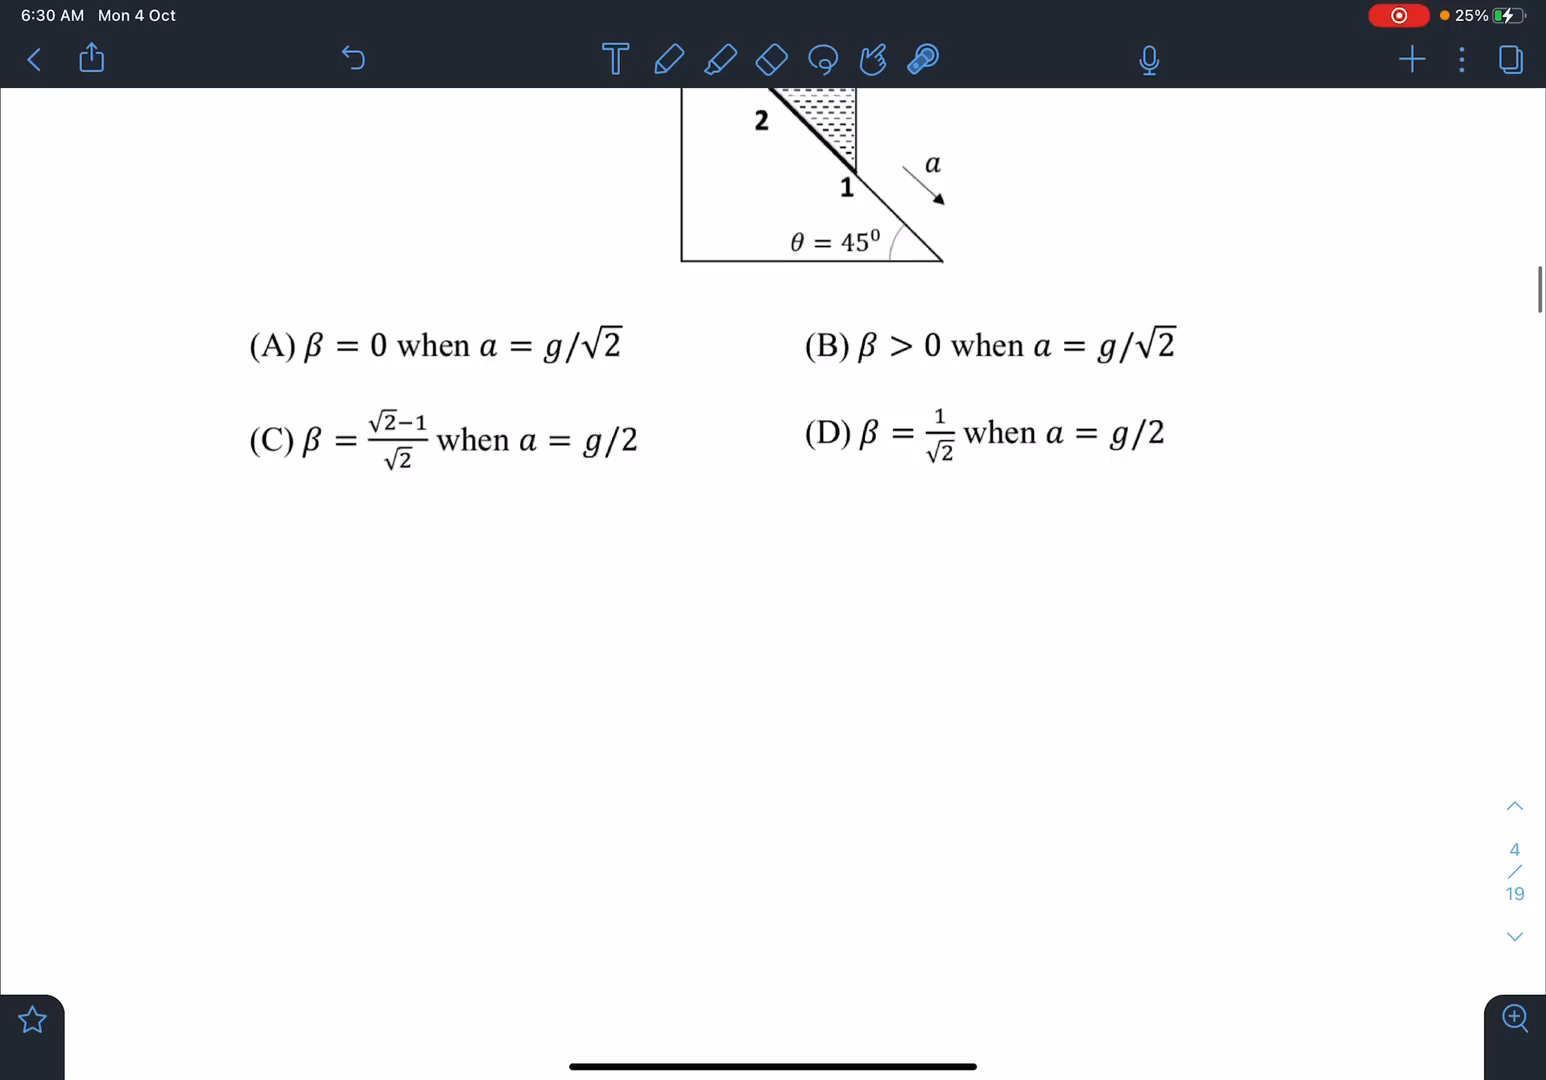 6:30 AM Mon 4 Oct
25%
2
a
1
θ = 45⁰
(A) β = 0 when a = g/√2
(B) β > 0 when a = g/√2
(C) β = (√2−1)/√2 when a = g/2
(D) β = 1/√2 when a = g/2
4
/
19